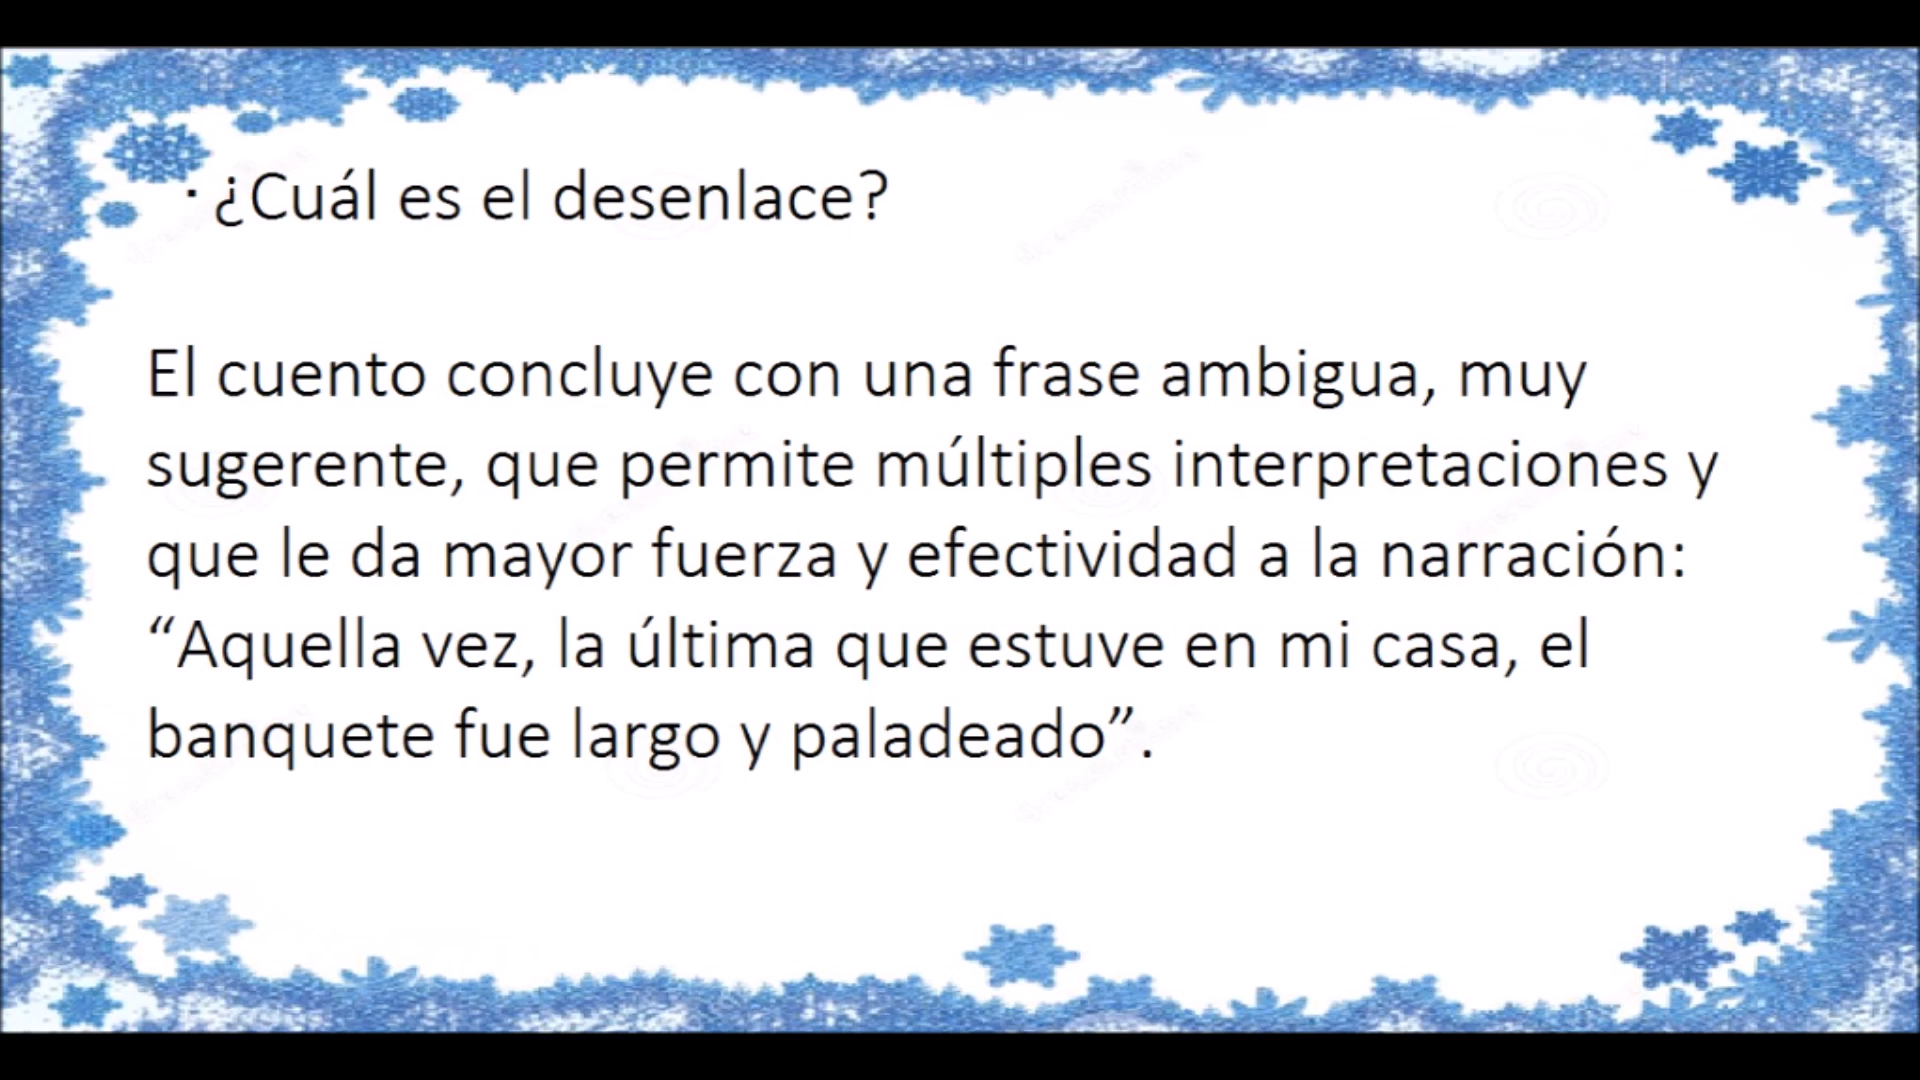 · ¿Cuál es el desenlace?
El cuento concluye con una frase ambigua, muy
sugerente, que permite múltiples interpretaciones y
que le da mayor fuerza y efectividad a la narración:
“Aquella vez, la última que estuve en mi casa, el
banquete fue largo y paladeado”.